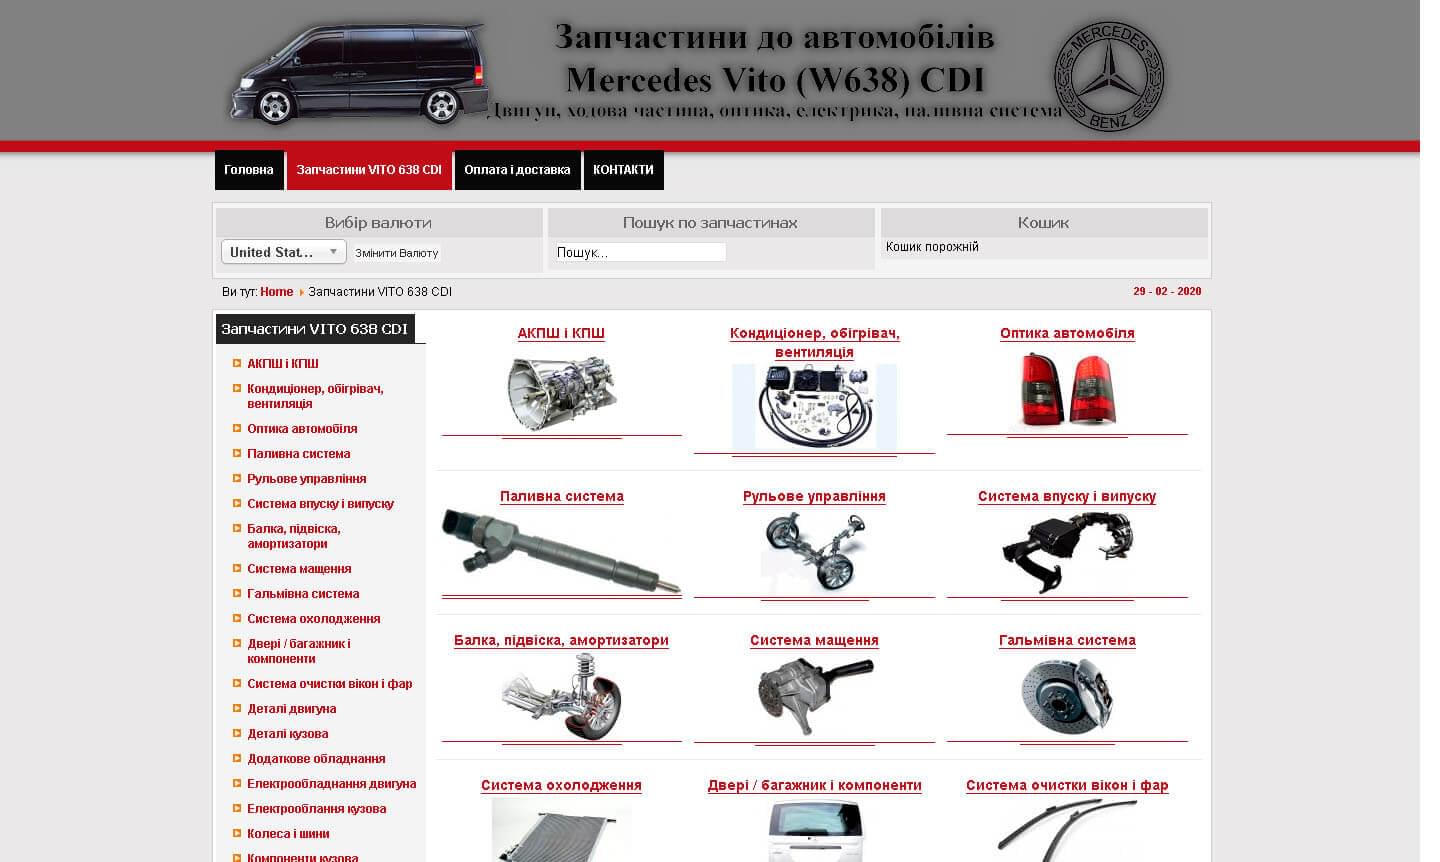 Запчастини до автомобілів
Mercedes Vito (W638) CDI
Двигун, ходова частина, оптика, електрика, паливна система
MERCEDES
BENZ
Головна
Запчастини VITO 638 CDI
Оплата і доставка
КОНТАКТИ
Вибір валюти
Пошук по запчастинах
Кошик
United Stat...
Змінити Валюту
Пошук...
Кошик порожній
Ви тут: Home Запчастини VITO 638 CDI
29 - 02 - 2020
Запчастини VITO 638 CDI
АКПШ і КПШ
Кондиціонер, обігрівач,
вентиляція
Оптика автомобіля
Паливна система
Рульове управління
Система впуску і випуску
Балка, підвіска,
амортизатори
Система мащення
Гальмівна система
Система охолодження
Двері / багажник і
компоненти
Система очистки вікон і фар
Деталі двигуна
Деталі кузова
Додаткове обладнання
Електрообладнання двигуна
Електрооблання кузова
Колеса і шини
Компоненти кузова
АКПШ і КПШ
Кондиціонер, обігрівач,
вентиляція
Оптика автомобіля
Паливна система
Рульове управління
Система впуску і випуску
Балка, підвіска, амортизатори
Система мащення
Гальмівна система
Система охолодження
Двері / багажник і компоненти
Система очистки вікон і фар